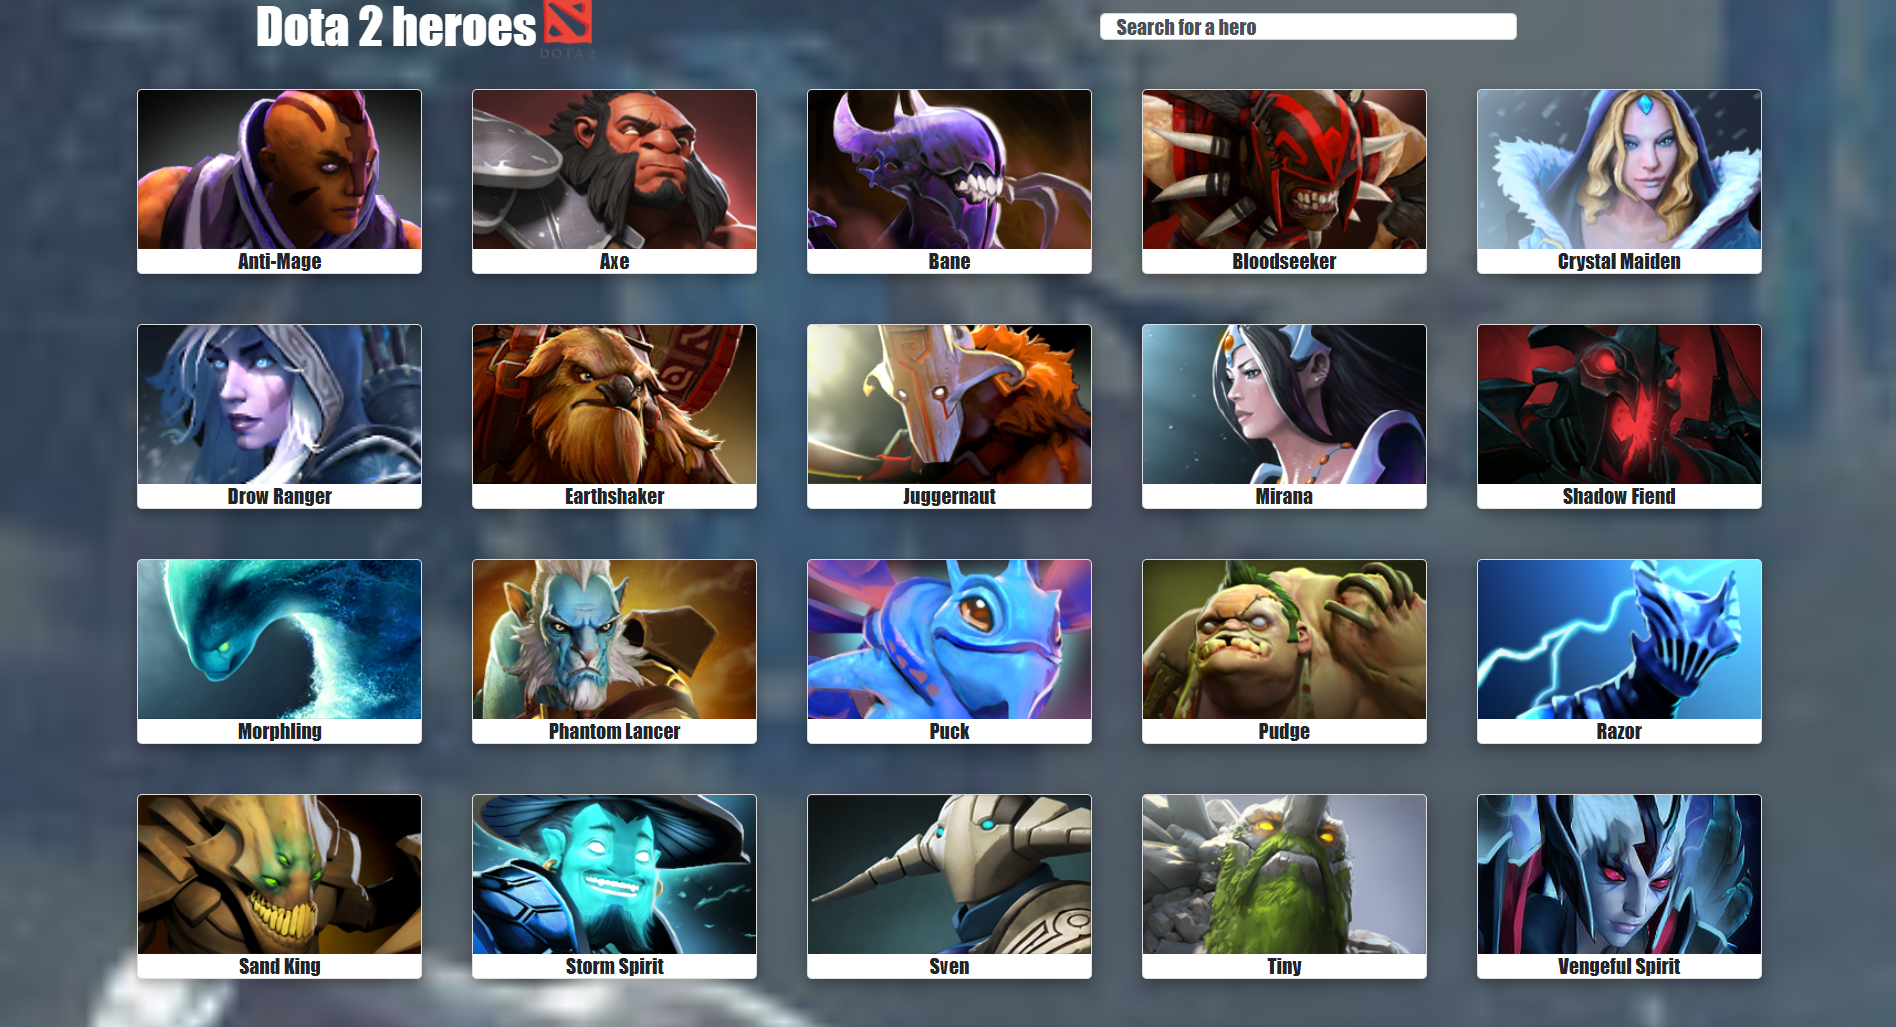 Dota 2 heroes
DOTA 2
Search for a hero
Anti-Mage
Axe
Bane
Bloodseeker
Crystal Maiden
Drow Ranger
Earthshaker
Juggernaut
Mirana
Shadow Fiend
Morphling
Phantom Lancer
Puck
Pudge
Razor
Sand King
Storm Spirit
Sven
Tiny
Vengeful Spirit